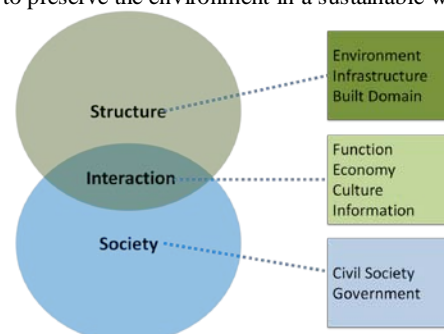 to preserve the environment in a sustainable w
Structure
Interaction
Society
Environment
Infrastructure
Built Domain
Function
Economy
Culture
Information
Civil Society
Government